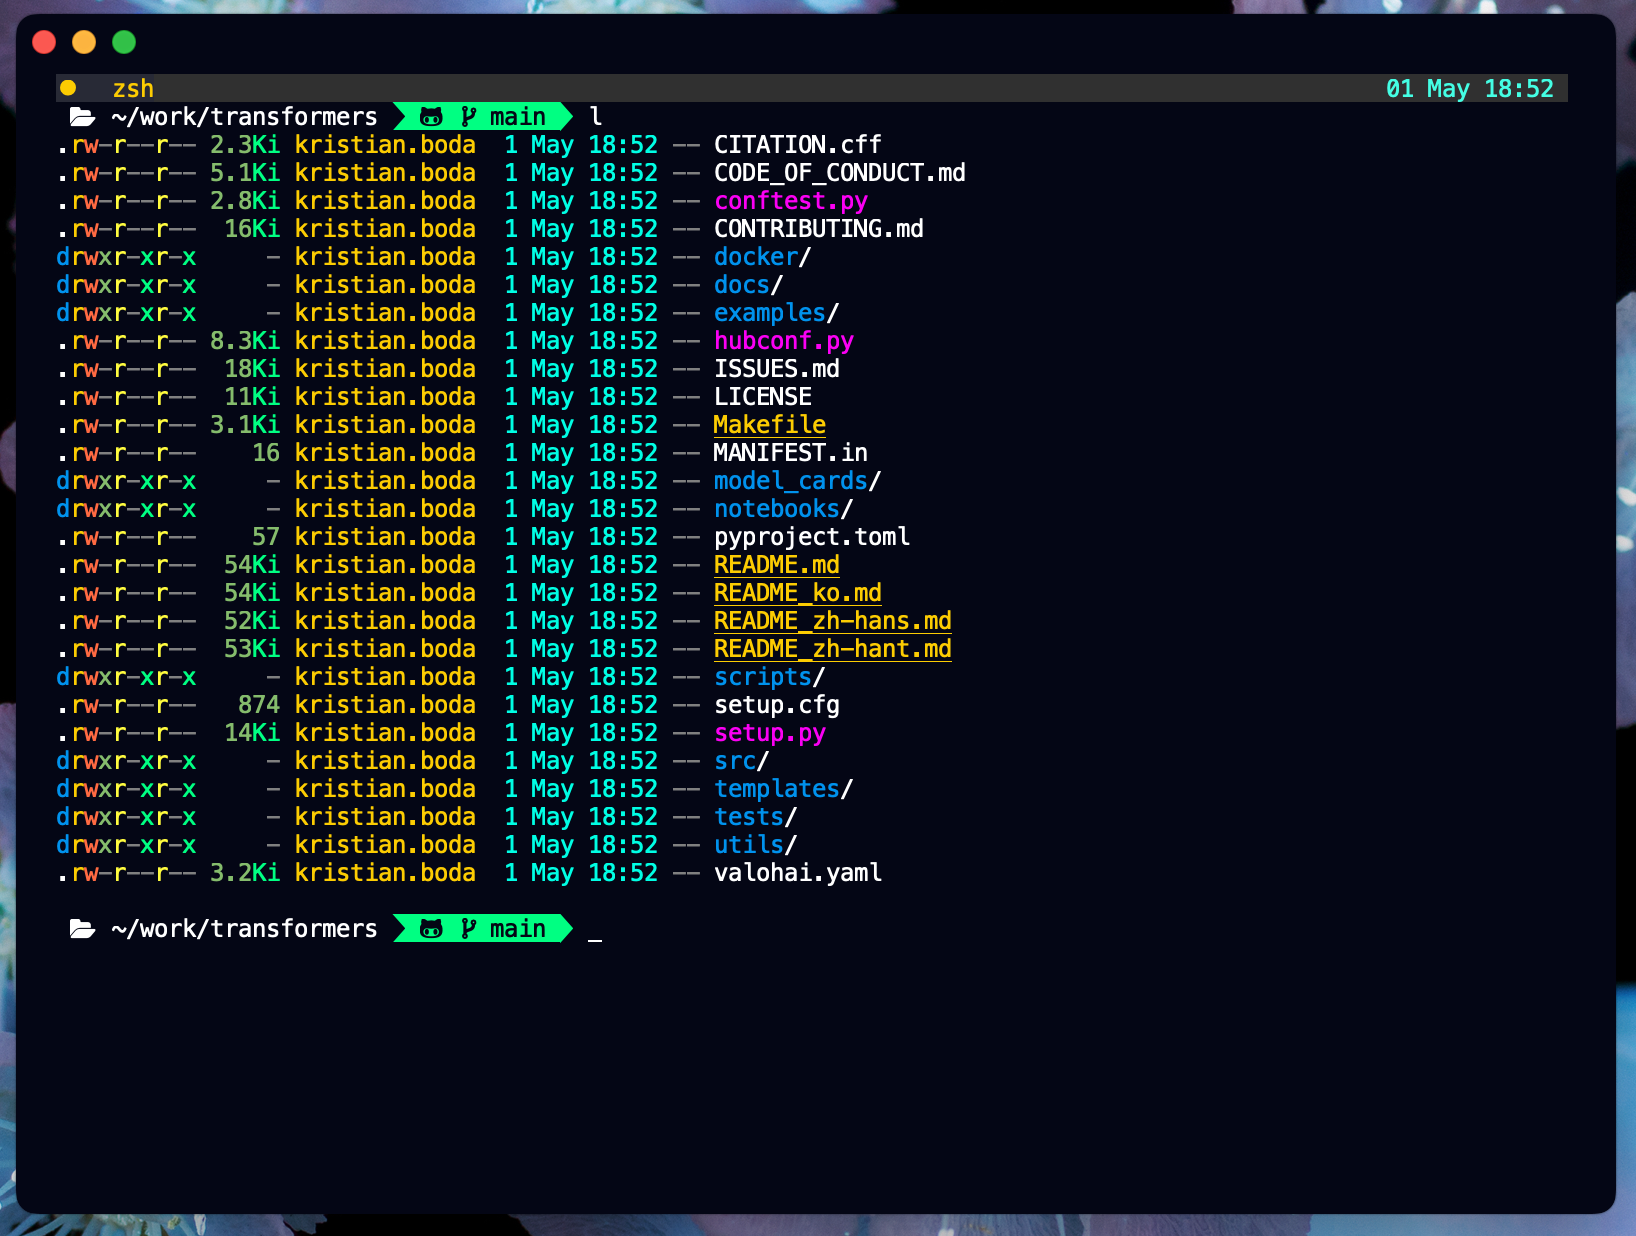 zsh 01 May 18:52
~/work/transformers main l
.rw-r--r-- 2.3Ki kristian.boda 1 May 18:52 -- CITATION.cff
.rw-r--r-- 5.1Ki kristian.boda 1 May 18:52 -- CODE_OF_CONDUCT.md
.rw-r--r-- 2.8Ki kristian.boda 1 May 18:52 -- conftest.py
.rw-r--r-- 16Ki kristian.boda 1 May 18:52 -- CONTRIBUTING.md
drwxr-xr-x - kristian.boda 1 May 18:52 -- docker/
drwxr-xr-x - kristian.boda 1 May 18:52 -- docs/
drwxr-xr-x - kristian.boda 1 May 18:52 -- examples/
.rw-r--r-- 8.3Ki kristian.boda 1 May 18:52 -- hubconf.py
.rw-r--r-- 18Ki kristian.boda 1 May 18:52 -- ISSUES.md
.rw-r--r-- 11Ki kristian.boda 1 May 18:52 -- LICENSE
.rw-r--r-- 3.1Ki kristian.boda 1 May 18:52 -- Makefile
.rw-r--r-- 16 kristian.boda 1 May 18:52 -- MANIFEST.in
drwxr-xr-x - kristian.boda 1 May 18:52 -- model_cards/
drwxr-xr-x - kristian.boda 1 May 18:52 -- notebooks/
.rw-r--r-- 57 kristian.boda 1 May 18:52 -- pyproject.toml
.rw-r--r-- 54Ki kristian.boda 1 May 18:52 -- README.md
.rw-r--r-- 54Ki kristian.boda 1 May 18:52 -- README_ko.md
.rw-r--r-- 52Ki kristian.boda 1 May 18:52 -- README_zh-hans.md
.rw-r--r-- 53Ki kristian.boda 1 May 18:52 -- README_zh-hant.md
drwxr-xr-x - kristian.boda 1 May 18:52 -- scripts/
.rw-r--r-- 874 kristian.boda 1 May 18:52 -- setup.cfg
.rw-r--r-- 14Ki kristian.boda 1 May 18:52 -- setup.py
drwxr-xr-x - kristian.boda 1 May 18:52 -- src/
drwxr-xr-x - kristian.boda 1 May 18:52 -- templates/
drwxr-xr-x - kristian.boda 1 May 18:52 -- tests/
drwxr-xr-x - kristian.boda 1 May 18:52 -- utils/
.rw-r--r-- 3.2Ki kristian.boda 1 May 18:52 -- valohai.yaml
~/work/transformers main _